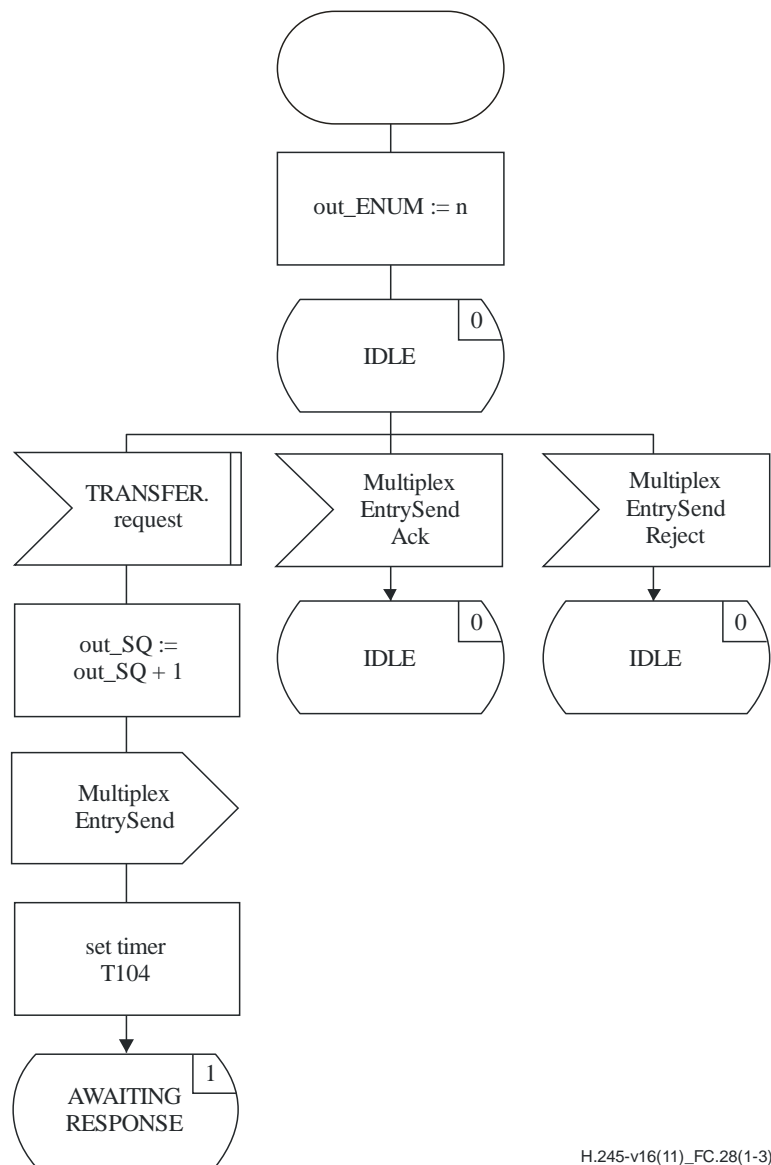 out_ENUM := n
0
IDLE
TRANSFER.
request
Multiplex
EntrySend
Ack
Multiplex
EntrySend
Reject
out_SQ :=
out_SQ + 1
0
IDLE
0
IDLE
Multiplex
EntrySend
set timer
T104
1
AWAITING
RESPONSE
H.245-v16(11)_FC.28(1-3)